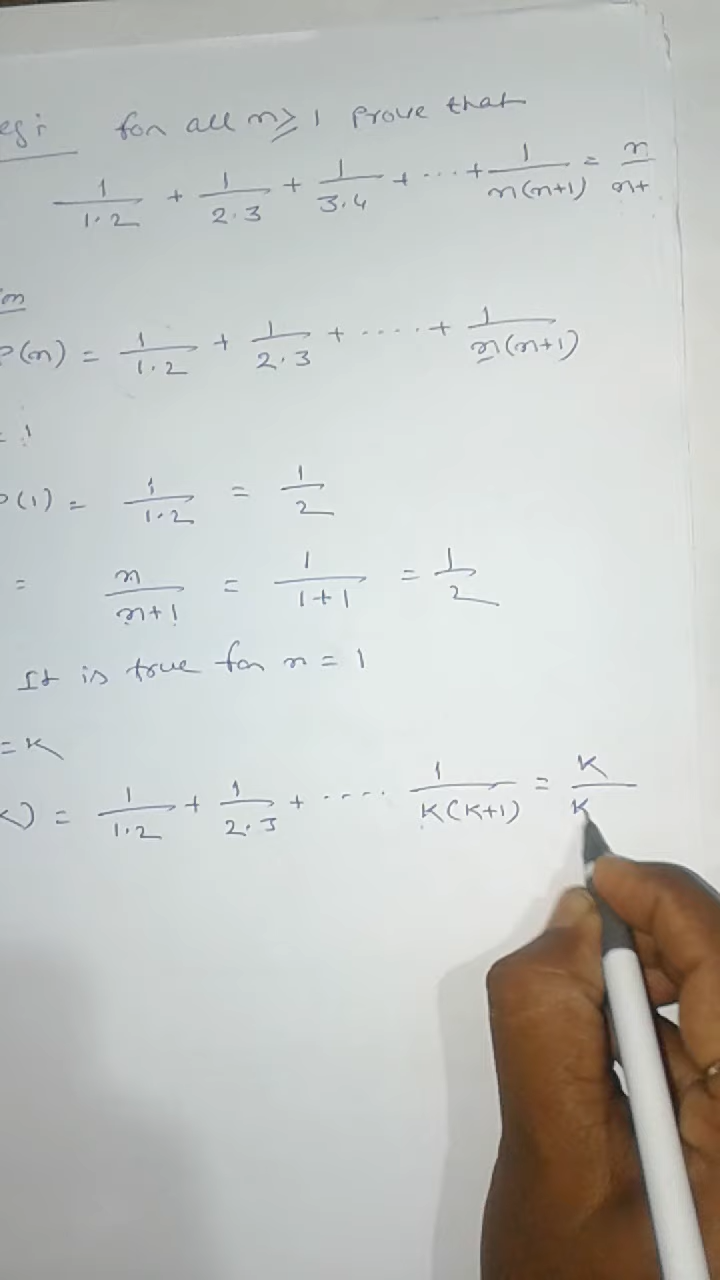 eg: for all n ≥ 1 prove that
1/1.2 + 1/2.3 + 1/3.4 + ... + 1/n(n+1) = n/n+
on
P(n) = 1/1.2 + 1/2.3 + ..... + 1/n(n+1)
= 1
P(1) = 1/1.2 = 1/2
= n/n+1 = 1/1+1 = 1/2
It is true for n = 1
= K
K) = 1/1.2 + 1/2.3 + .... 1/K(K+1) = K/K